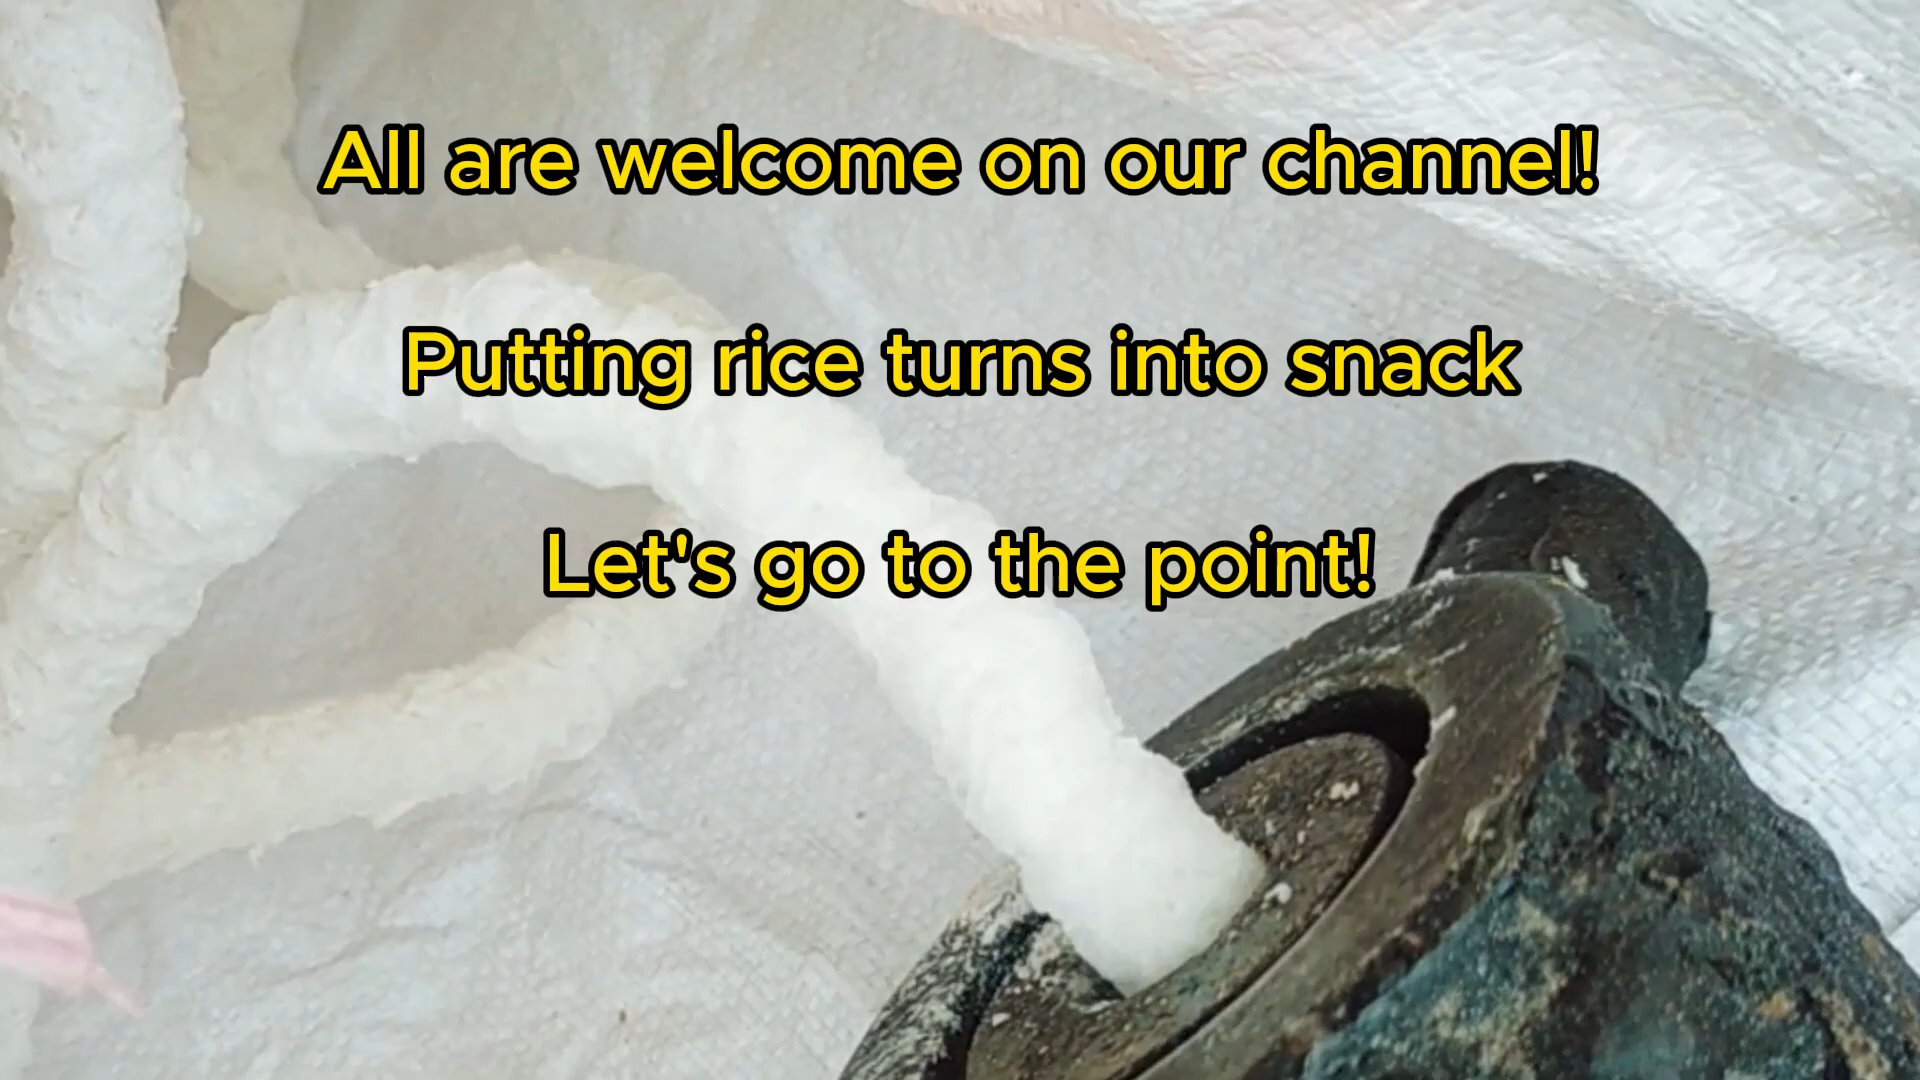 All are welcome on our channel!
Putting rice turns into snack
Let's go to the point!